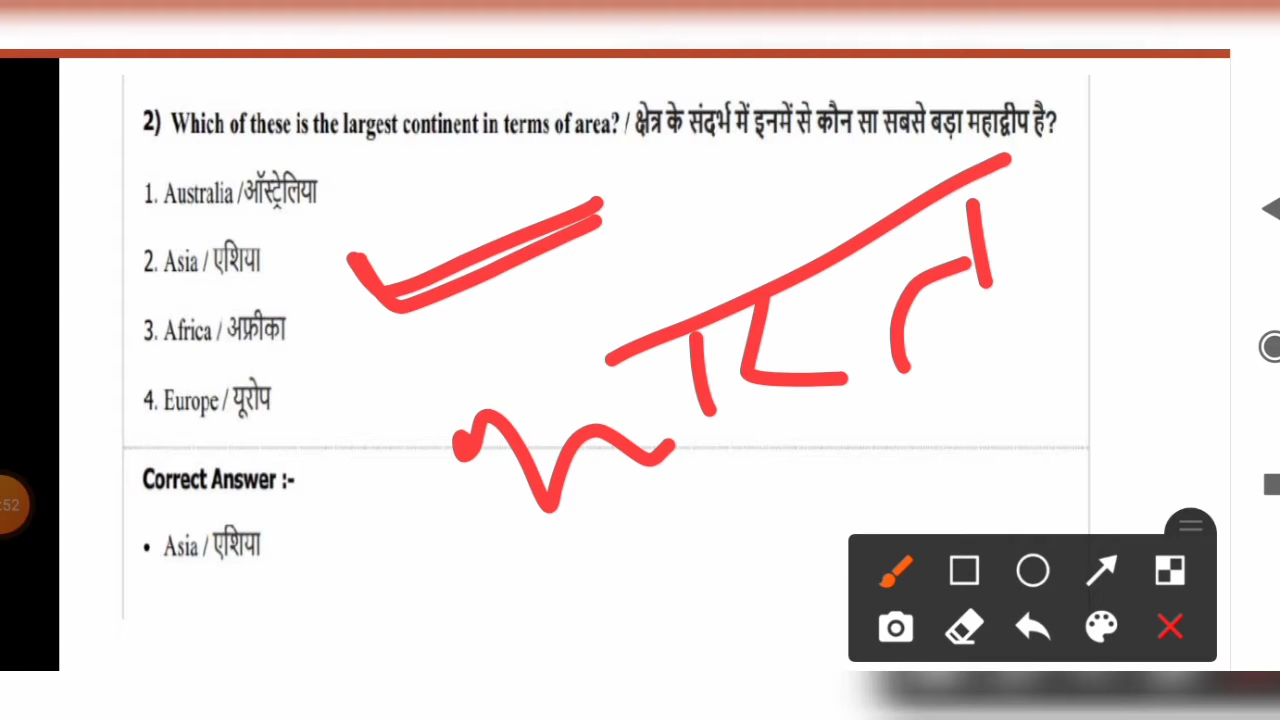 2) Which of these is the largest continent in terms of area? / क्षेत्र के संदर्भ में इनमें से कौन सा सबसे बड़ा महाद्वीप है?
1. Australia /ऑस्ट्रेलिया
2. Asia / एशिया
3. Africa / अफ्रीका
4. Europe / यूरोप
Correct Answer :-
• Asia / एशिया
:52